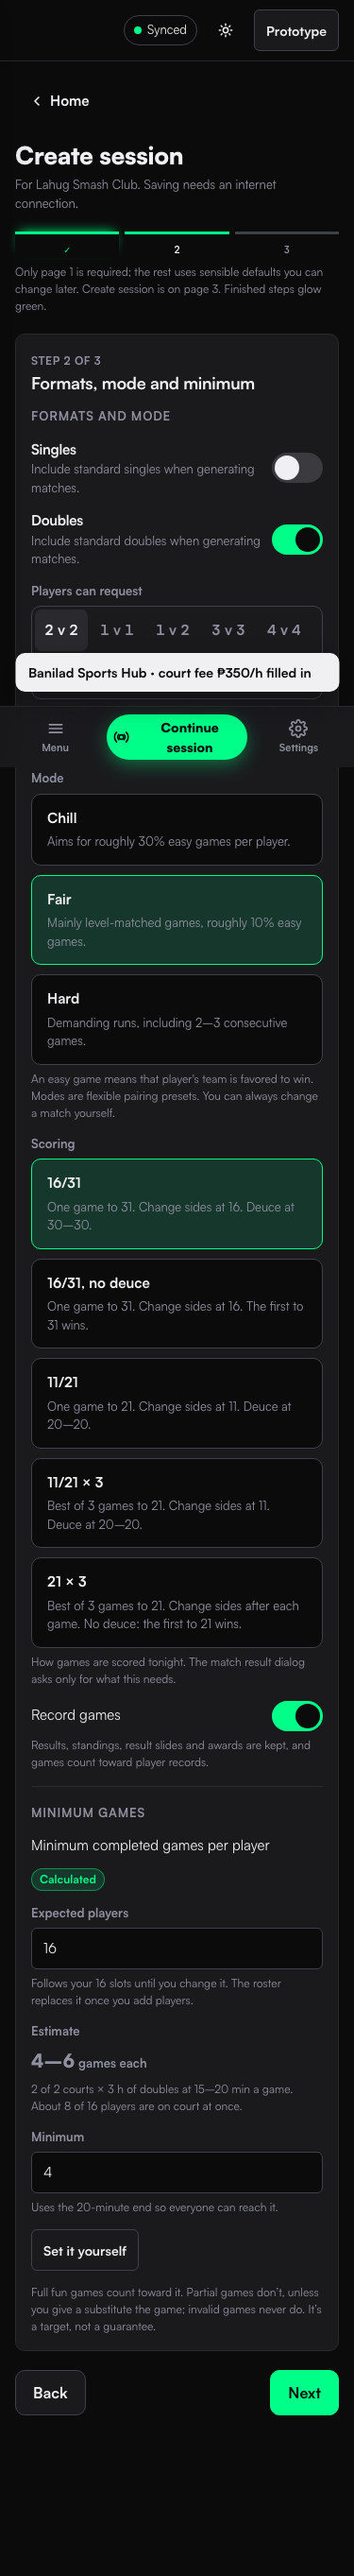 Synced
Prototype
Home
Create session
For Lahug Smash Club. Saving needs an internet
connection.
✓
2
3
Only page 1 is required; the rest uses sensible defaults you can
change later. Create session is on page 3. Finished steps glow
green.
STEP 2 OF 3
Formats, mode and minimum
FORMATS AND MODE
Singles
Include standard singles when generating
matches.
Doubles
Include standard doubles when generating
matches.
Players can request
2 v 2 1 v 1 1 v 2 3 v 3 4 v 4
Banilad Sports Hub · court fee ₱350/h filled in
Menu
Continue
session
Settings
Mode
Chill
Aims for roughly 30% easy games per player.
Fair
Mainly level-matched games, roughly 10% easy
games.
Hard
Demanding runs, including 2–3 consecutive
games.
An easy game means that player's team is favored to win.
Modes are flexible pairing presets. You can always change
a match yourself.
Scoring
16/31
One game to 31. Change sides at 16. Deuce at
30–30.
16/31, no deuce
One game to 31. Change sides at 16. The first to
31 wins.
11/21
One game to 21. Change sides at 11. Deuce at
20–20.
11/21 × 3
Best of 3 games to 21. Change sides at 11.
Deuce at 20–20.
21 × 3
Best of 3 games to 21. Change sides after each
game. No deuce: the first to 21 wins.
How games are scored tonight. The match result dialog
asks only for what this needs.
Record games
Results, standings, result slides and awards are kept, and
games count toward player records.
MINIMUM GAMES
Minimum completed games per player
Calculated
Expected players
16
Follows your 16 slots until you change it. The roster
replaces it once you add players.
Estimate
4–6 games each
2 of 2 courts × 3 h of doubles at 15–20 min a game.
About 8 of 16 players are on court at once.
Minimum
4
Uses the 20-minute end so everyone can reach it.
Set it yourself
Full fun games count toward it. Partial games don't, unless
you give a substitute the game; invalid games never do. It's
a target, not a guarantee.
Back
Next